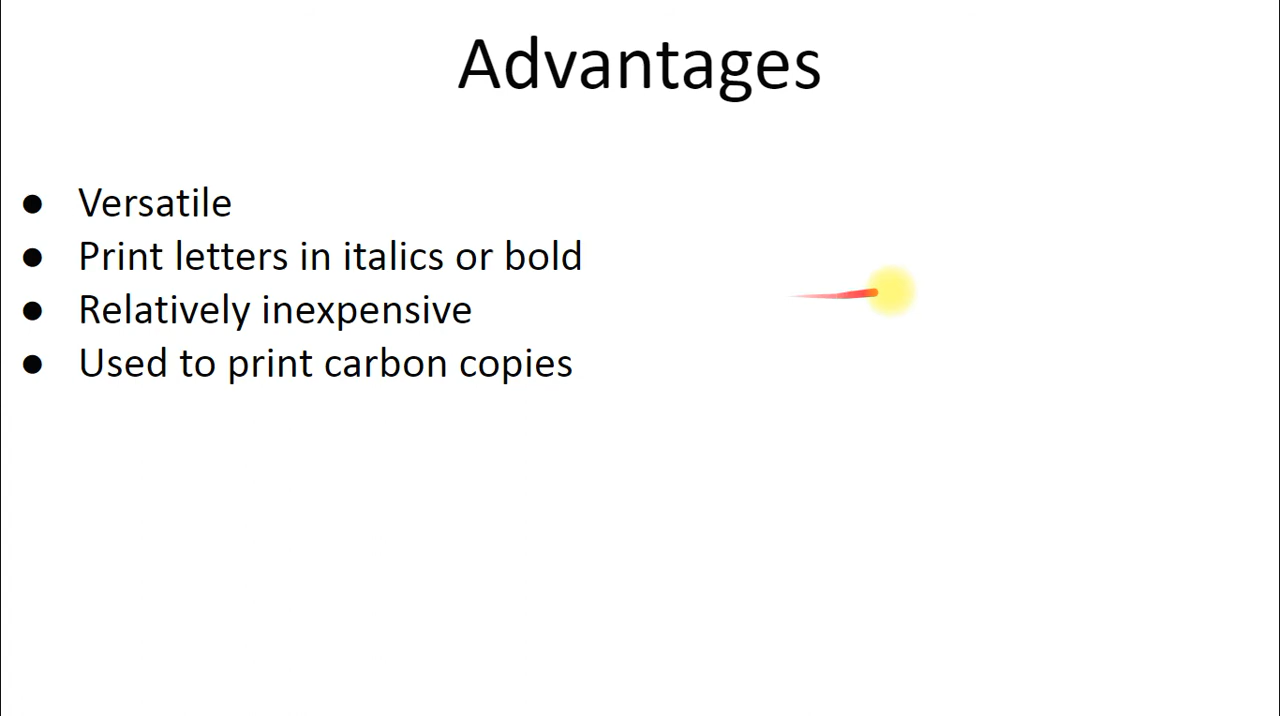 Advantages
● Versatile
● Print letters in italics or bold
● Relatively inexpensive
● Used to print carbon copies